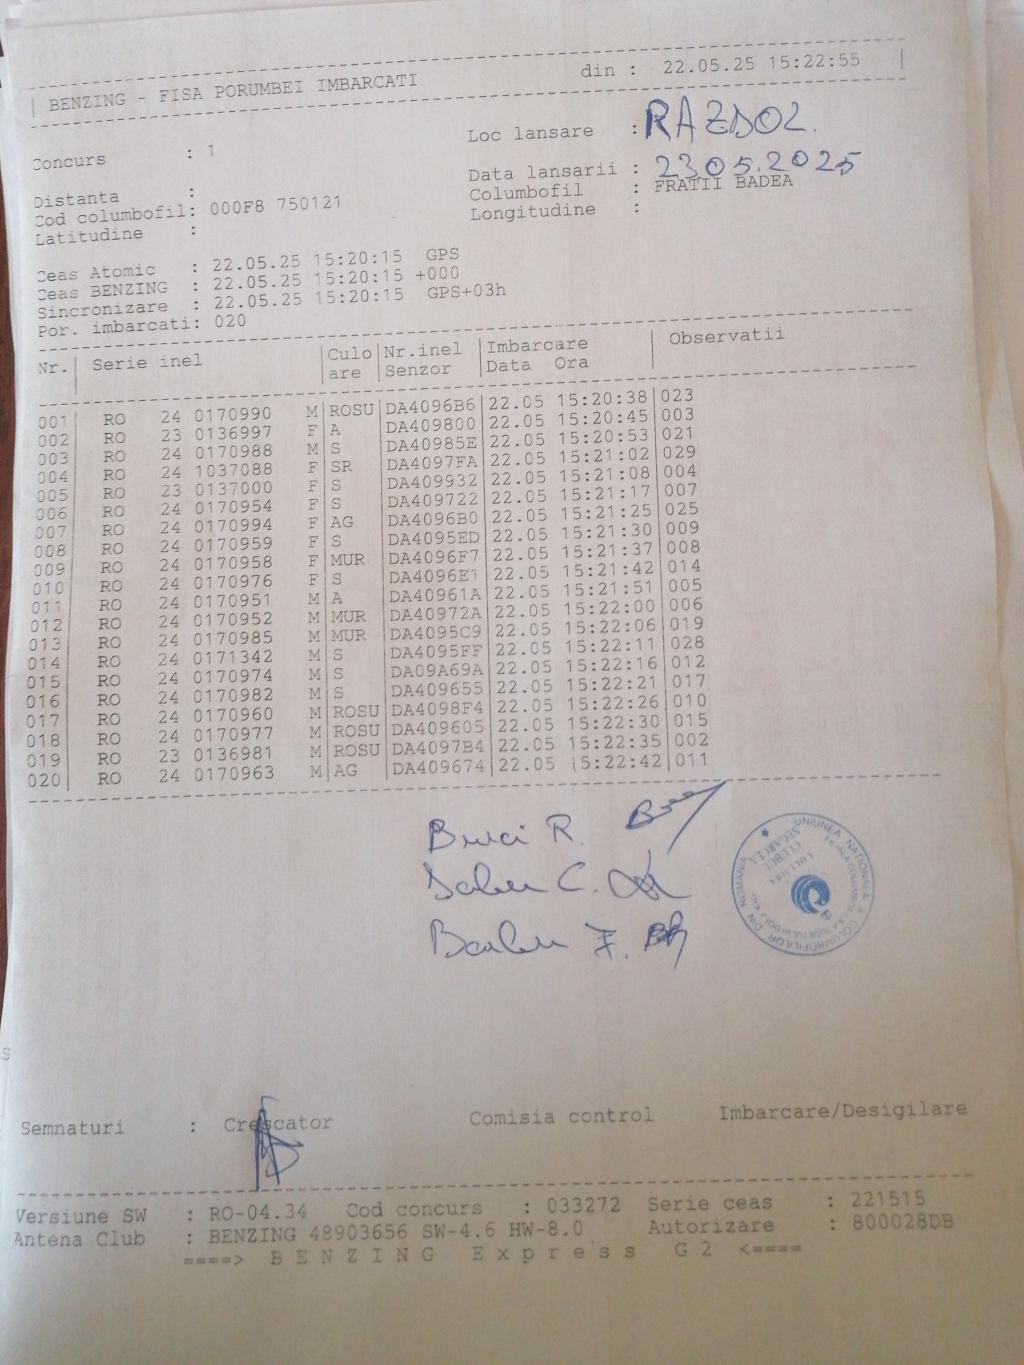 BENZING - FISA PORUMBEI IMBARCATI din : 22.05.25 15:22:55
Concurs : 1 Loc lansare : RAZDOL.
Data lansarii : 23.05.2025
Distanta : Columbofil : FRATII BADEA
Cod columbofil: 000F8 750121 Longitudine :
Latitudine :
Ceas Atomic : 22.05.25 15:20:15 GPS
Ceas BENZING : 22.05.25 15:20:15 +000
Sincronizare : 22.05.25 15:20:15 GPS+03h
Por. imbarcati: 020
Nr.| Serie inel |Culo|Nr.inel |Imbarcare | Observatii
| |are |Senzor |Data Ora |
001| RO 24 0170990 M|ROSU|DA4096B6|22.05 15:20:38|023
002| RO 23 0136997 F|A |DA409800|22.05 15:20:45|003
003| RO 24 0170988 M|S |DA40985E|22.05 15:20:53|021
004| RO 24 1037088 F|SR |DA4097FA|22.05 15:21:02|029
005| RO 23 0137000 F|S |DA409932|22.05 15:21:08|004
006| RO 24 0170954 F|S |DA409722|22.05 15:21:17|007
007| RO 24 0170994 F|AG |DA4096B0|22.05 15:21:25|025
008| RO 24 0170959 F|S |DA4095ED|22.05 15:21:30|009
009| RO 24 0170958 F|MUR |DA4096F7|22.05 15:21:37|008
010| RO 24 0170976 F|S |DA4096E1|22.05 15:21:42|014
011| RO 24 0170951 M|A |DA40961A|22.05 15:21:51|005
012| RO 24 0170952 M|MUR |DA40972A|22.05 15:22:00|006
013| RO 24 0170985 M|MUR |DA4095C9|22.05 15:22:06|019
014| RO 24 0171342 M|S |DA4095FF|22.05 15:22:11|028
015| RO 24 0170974 M|S |DA09A69A|22.05 15:22:16|012
016| RO 24 0170982 M|S |DA409655|22.05 15:22:21|017
017| RO 24 0170960 M|ROSU|DA4098F4|22.05 15:22:26|010
018| RO 24 0170977 M|ROSU|DA409605|22.05 15:22:30|015
019| RO 23 0136981 M|ROSU|DA4097B4|22.05 15:22:35|002
020| RO 24 0170963 M|AG |DA409674|22.05 15:22:42|011
R.
C.
F.
UNIUNEA NATIONALA A COLUMBOFILILOR DIN ROMANIA
CLUBUL
SEGARCEA
Semnaturi : Crescator Comisia control Imbarcare/Desigilare
Versiune SW : RO-04.34 Cod concurs : 033272 Serie ceas : 221515
Antena Club : BENZING 48903656 SW-4.6 HW-8.0 Autorizare : 800028DB
====> B E N Z I N G E x p r e s s G 2 <====